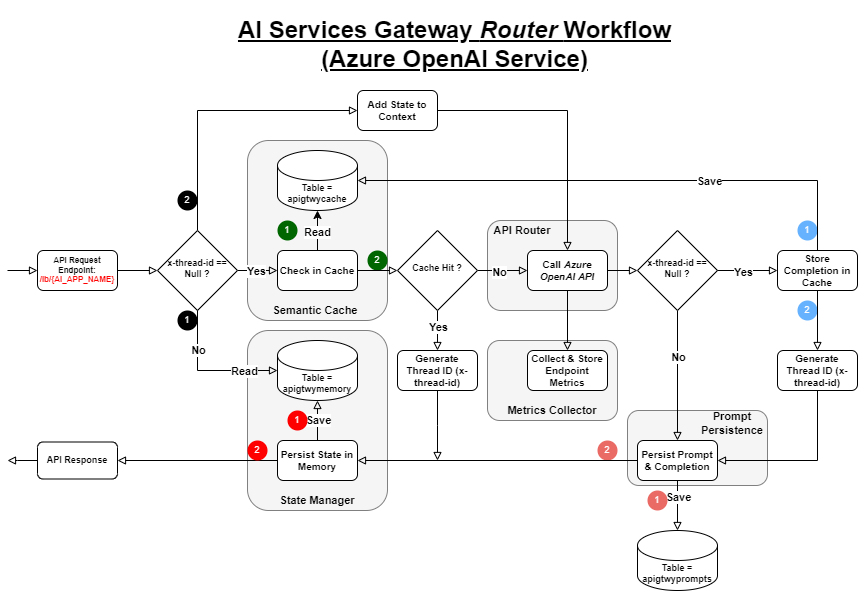 AI Services Gateway Router Workflow
(Azure OpenAI Service)
Add State to
Context
2
Table =
apigtwycache
Save
1
Read
API Router
1
API Request
Endpoint:
/lb/{AI_APP_NAME}
x-thread-id ==
Null ?
Yes
Check in Cache
2
Cache Hit ?
No
Call Azure
OpenAI API
x-thread-id ==
Null ?
Yes
Store
Completion in
Cache
Semantic Cache
2
1
No
Yes
Read
Table =
apigtwymemory
Generate
Thread ID (x-
thread-id)
Collect & Store
Endpoint
Metrics
Metrics Collector
No
Generate
Thread ID (x-
thread-id)
1
Save
Prompt
Persistence
API Response
2
Persist State in
Memory
State Manager
2
Persist Prompt
& Completion
1
Save
Table =
apigtwyprompts